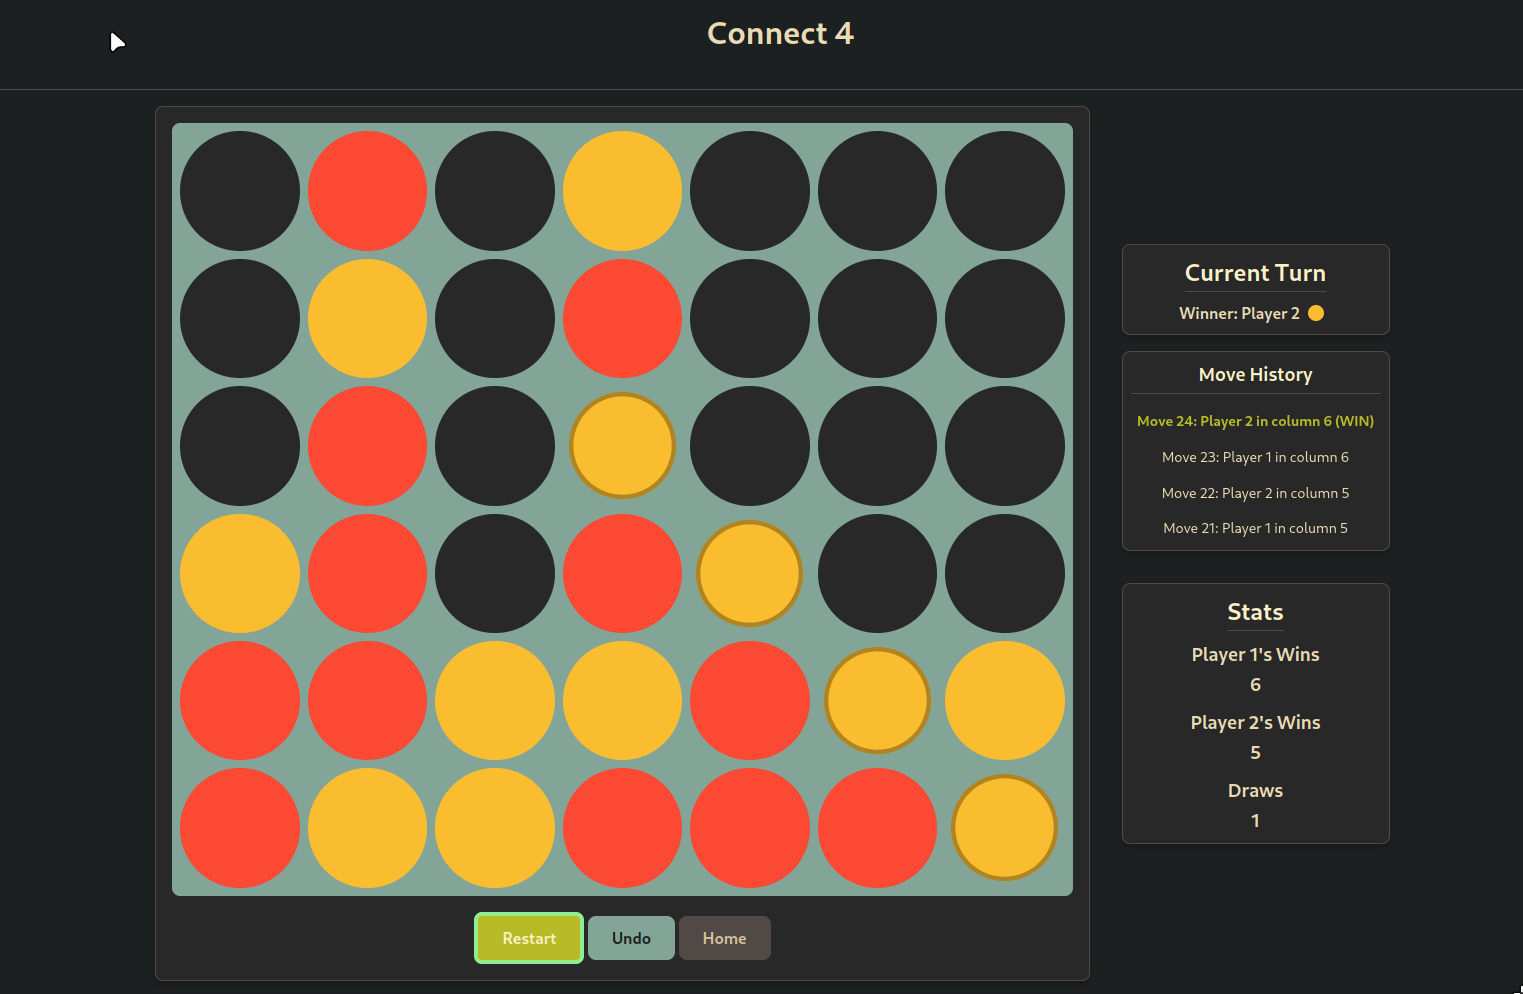 Connect 4
Current Turn
Winner: Player 2
Move History
Move 24: Player 2 in column 6 (WIN)
Move 23: Player 1 in column 6
Move 22: Player 2 in column 5
Move 21: Player 1 in column 5
Stats
Player 1's Wins
6
Player 2's Wins
5
Draws
1
Restart
Undo
Home